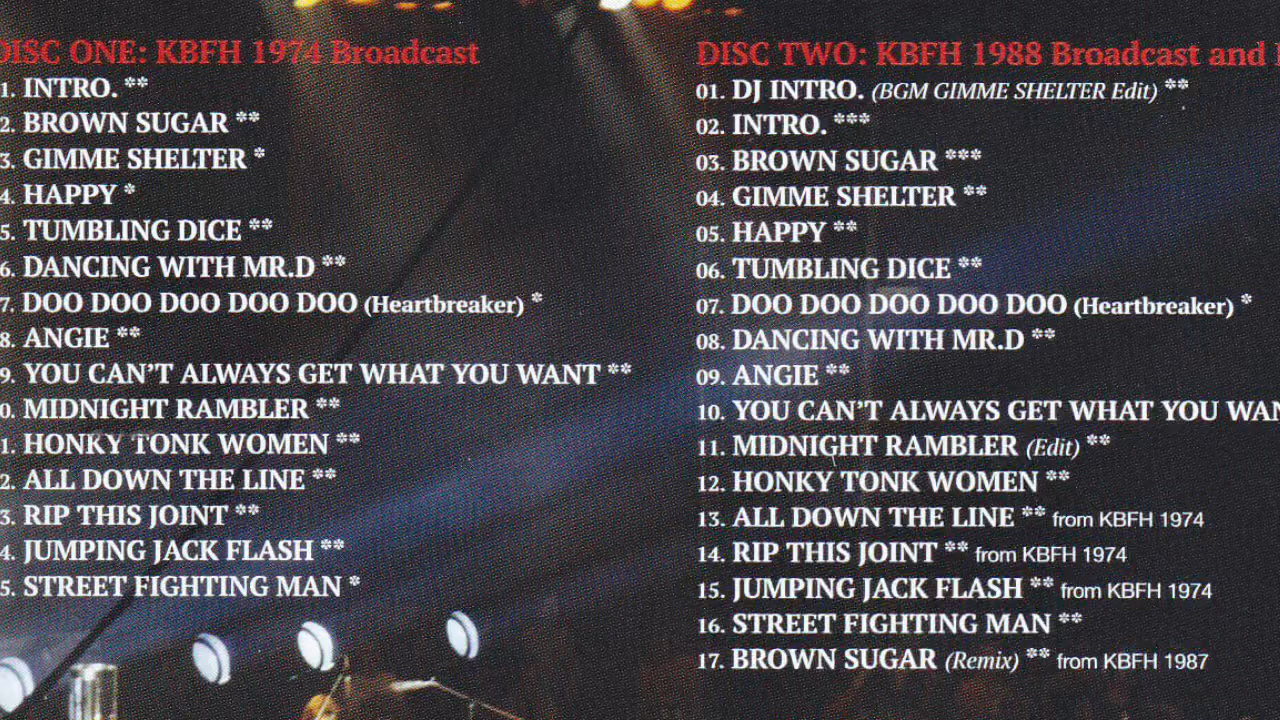 DISC ONE: KBFH 1974 Broadcast
1. INTRO. **
2. BROWN SUGAR **
3. GIMME SHELTER *
4. HAPPY *
5. TUMBLING DICE **
6. DANCING WITH MR.D **
7. DOO DOO DOO DOO DOO (Heartbreaker) *
8. ANGIE **
9. YOU CAN'T ALWAYS GET WHAT YOU WANT **
0. MIDNIGHT RAMBLER **
1. HONKY TONK WOMEN **
2. ALL DOWN THE LINE **
3. RIP THIS JOINT **
4. JUMPING JACK FLASH **
5. STREET FIGHTING MAN *
DISC TWO: KBFH 1988 Broadcast and
01. DJ INTRO. (BGM GIMME SHELTER Edit) **
02. INTRO. ***
03. BROWN SUGAR ***
04. GIMME SHELTER **
05. HAPPY **
06. TUMBLING DICE **
07. DOO DOO DOO DOO DOO (Heartbreaker) *
08. DANCING WITH MR.D **
09. ANGIE **
10. YOU CAN'T ALWAYS GET WHAT YOU WAN
11. MIDNIGHT RAMBLER (Edit) **
12. HONKY TONK WOMEN **
13. ALL DOWN THE LINE ** from KBFH 1974
14. RIP THIS JOINT ** from KBFH 1974
15. JUMPING JACK FLASH ** from KBFH 1974
16. STREET FIGHTING MAN **
17. BROWN SUGAR (Remix) ** from KBFH 1987